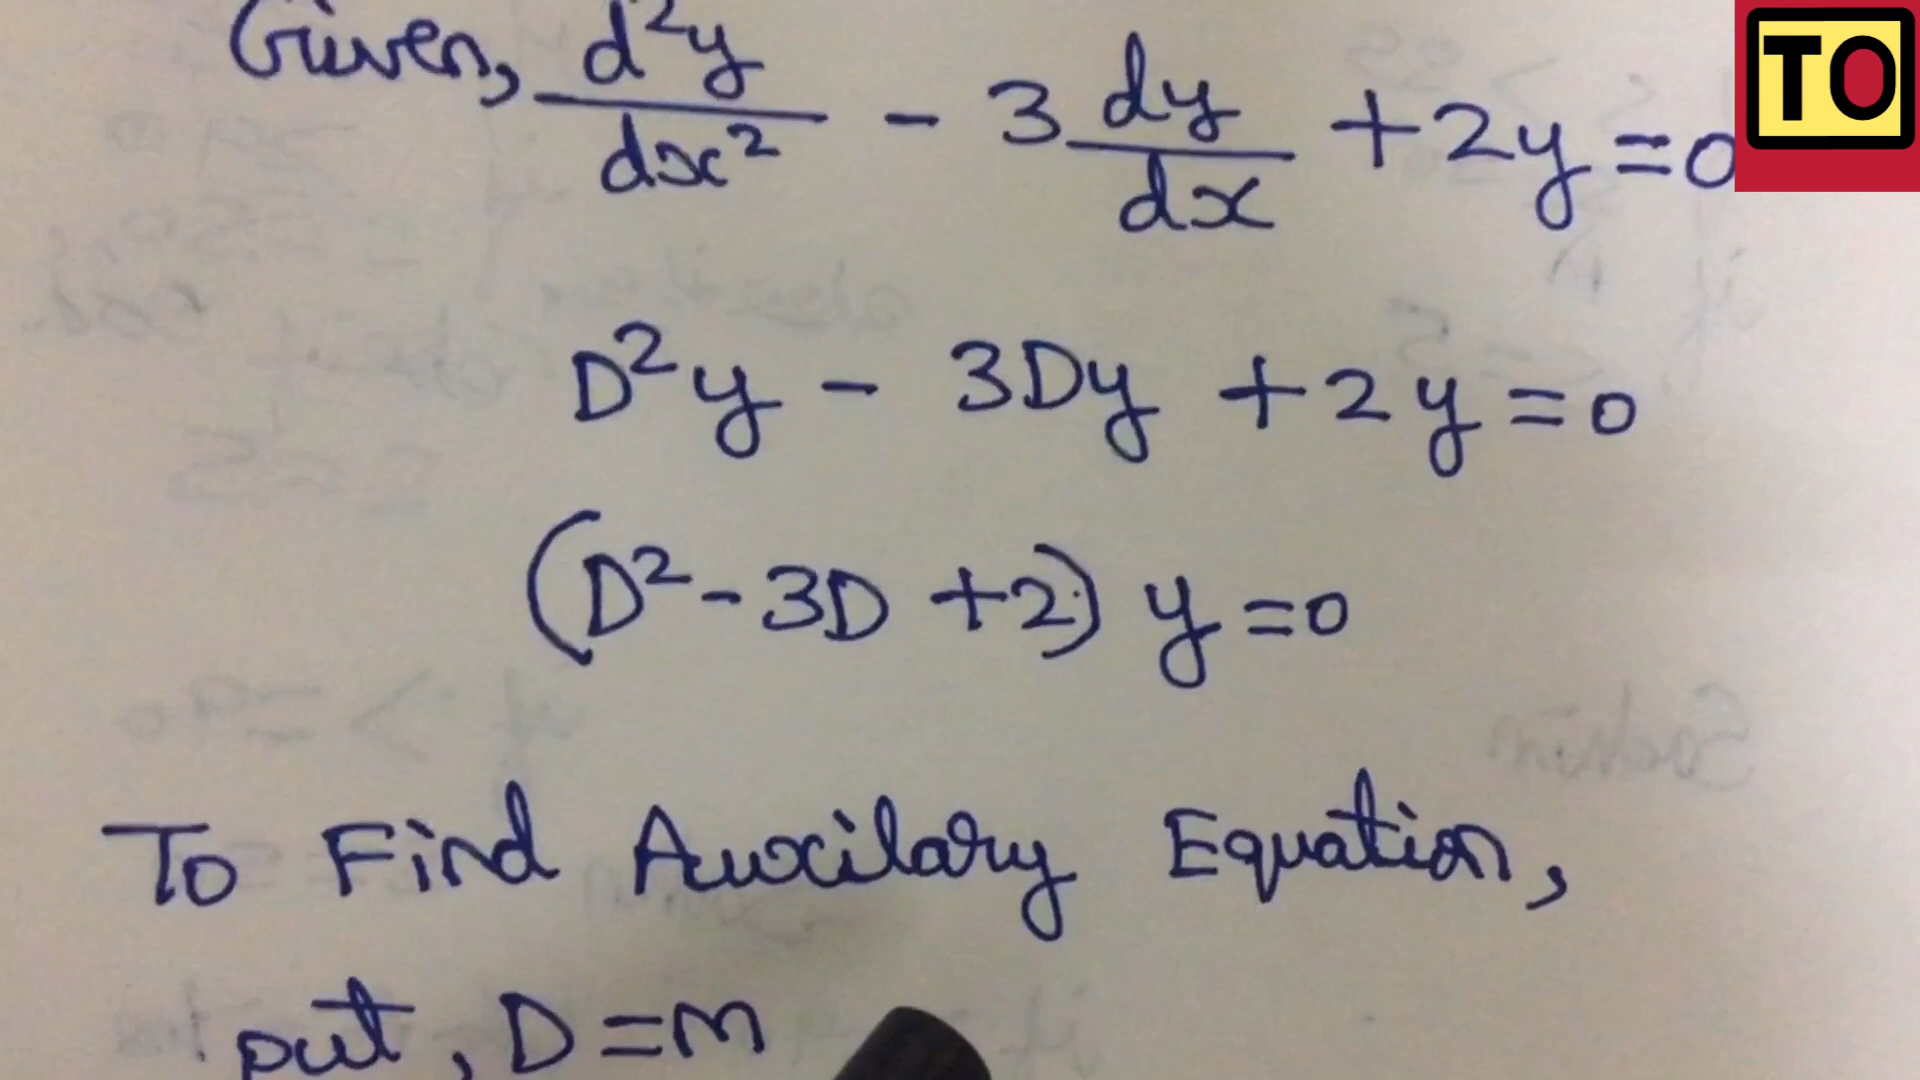 Given, d²y/dx² - 3 dy/dx + 2y = 0
TO
D²y - 3Dy + 2y = 0
(D² - 3D + 2) y = 0
To Find Auxilary Equation,
put, D = m